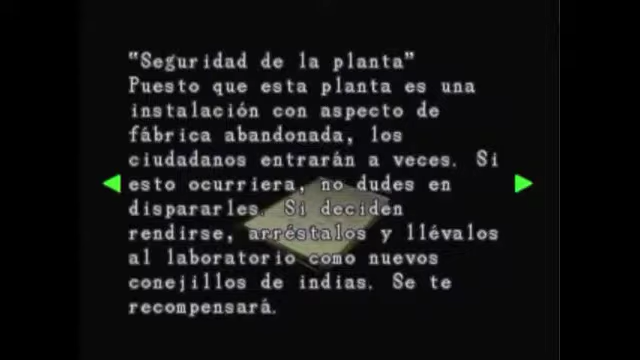 "Seguridad de la planta"
Puesto que esta planta es una
instalación con aspecto de
fábrica abandonada, los
ciudadanos entrarán a veces. Si
esto ocurriera, no dudes en
dispararles. Si deciden
rendirse, arréstalos y llévalos
al laboratorio como nuevos
conejillos de indias. Se te
recompensará.